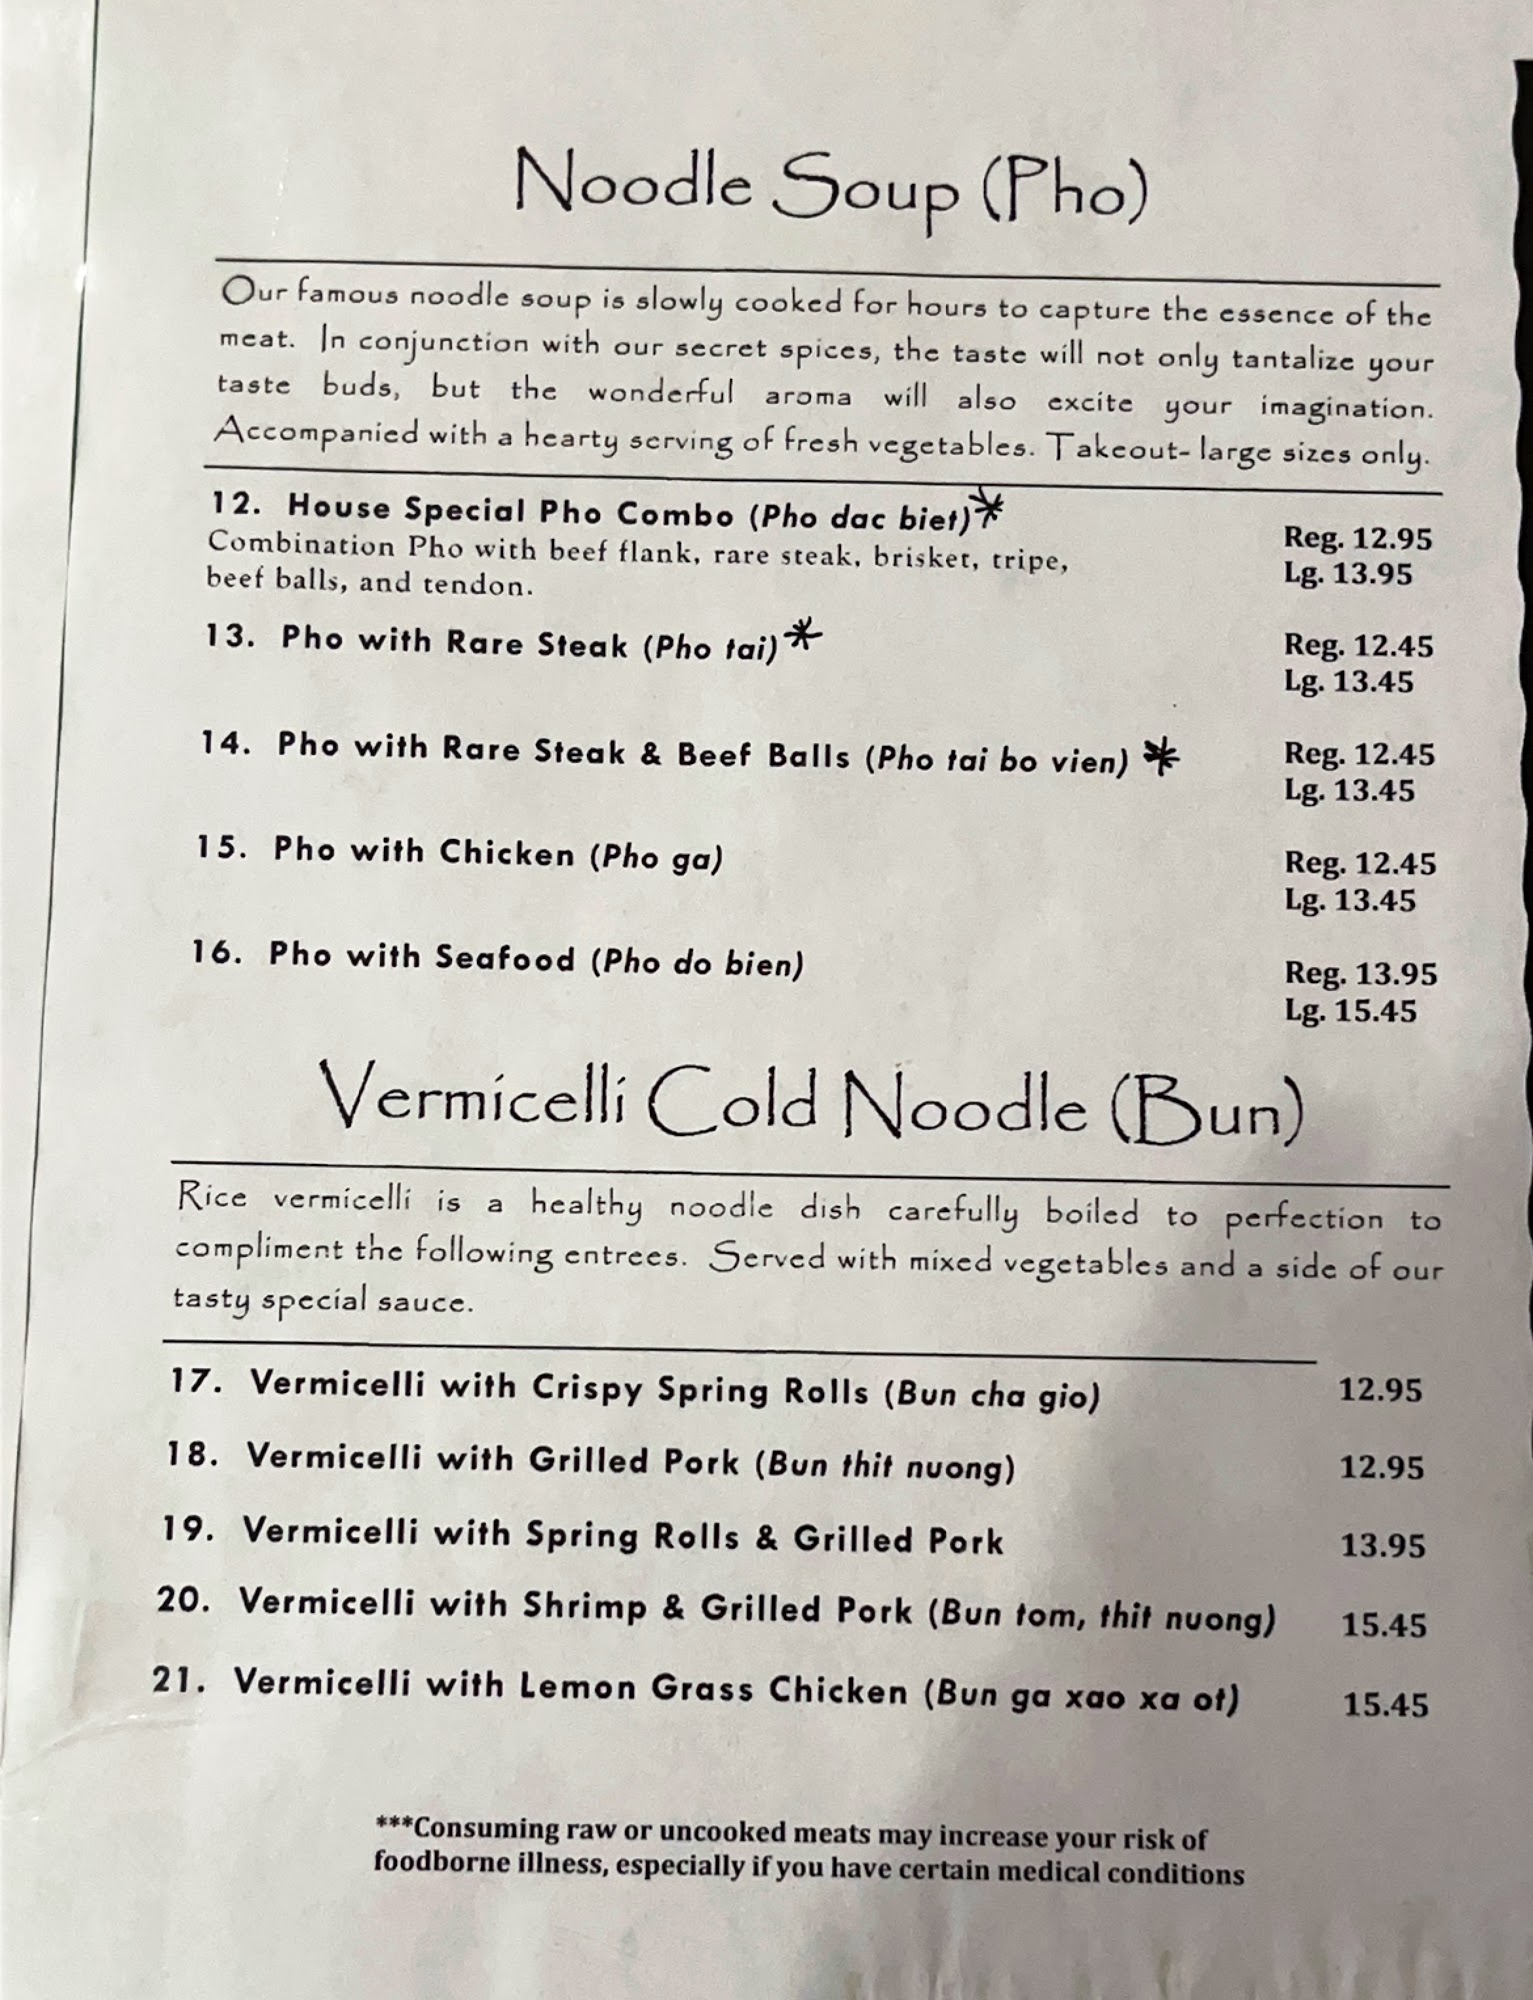 Noodle Soup (Pho)
Our famous noodle soup is slowly cooked for hours to capture the essence of the
meat. In conjunction with our secret spices, the taste will not only tantalize your
taste buds, but the wonderful aroma will also excite your imagination.
Accompanied with a hearty serving of fresh vegetables. Takeout- large sizes only.
12. House Special Pho Combo (Pho dac biet)*
Combination Pho with beef flank, rare steak, brisket, tripe,
beef balls, and tendon.
Reg. 12.95
Lg. 13.95
13. Pho with Rare Steak (Pho tai)*
Reg. 12.45
Lg. 13.45
14. Pho with Rare Steak & Beef Balls (Pho tai bo vien) *
Reg. 12.45
Lg. 13.45
15. Pho with Chicken (Pho ga)
Reg. 12.45
Lg. 13.45
16. Pho with Seafood (Pho do bien)
Reg. 13.95
Lg. 15.45
Vermicelli Cold Noodle (Bun)
Rice vermicelli is a healthy noodle dish carefully boiled to perfection to
compliment the following entrees. Served with mixed vegetables and a side of our
tasty special sauce.
17. Vermicelli with Crispy Spring Rolls (Bun cha gio) 12.95
18. Vermicelli with Grilled Pork (Bun thit nuong) 12.95
19. Vermicelli with Spring Rolls & Grilled Pork 13.95
20. Vermicelli with Shrimp & Grilled Pork (Bun tom, thit nuong) 15.45
21. Vermicelli with Lemon Grass Chicken (Bun ga xao xa ot) 15.45
***Consuming raw or uncooked meats may increase your risk of
foodborne illness, especially if you have certain medical conditions